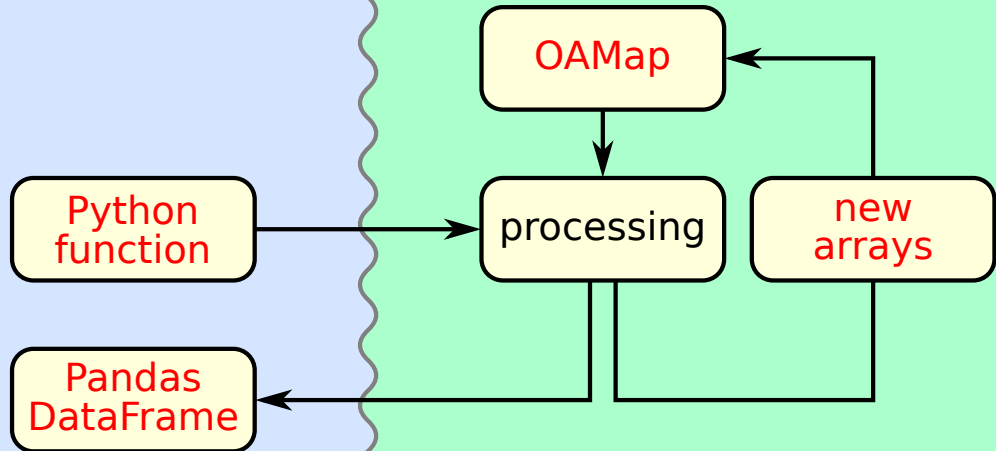 OAMap
Python
function
processing
new
arrays
Pandas
DataFrame